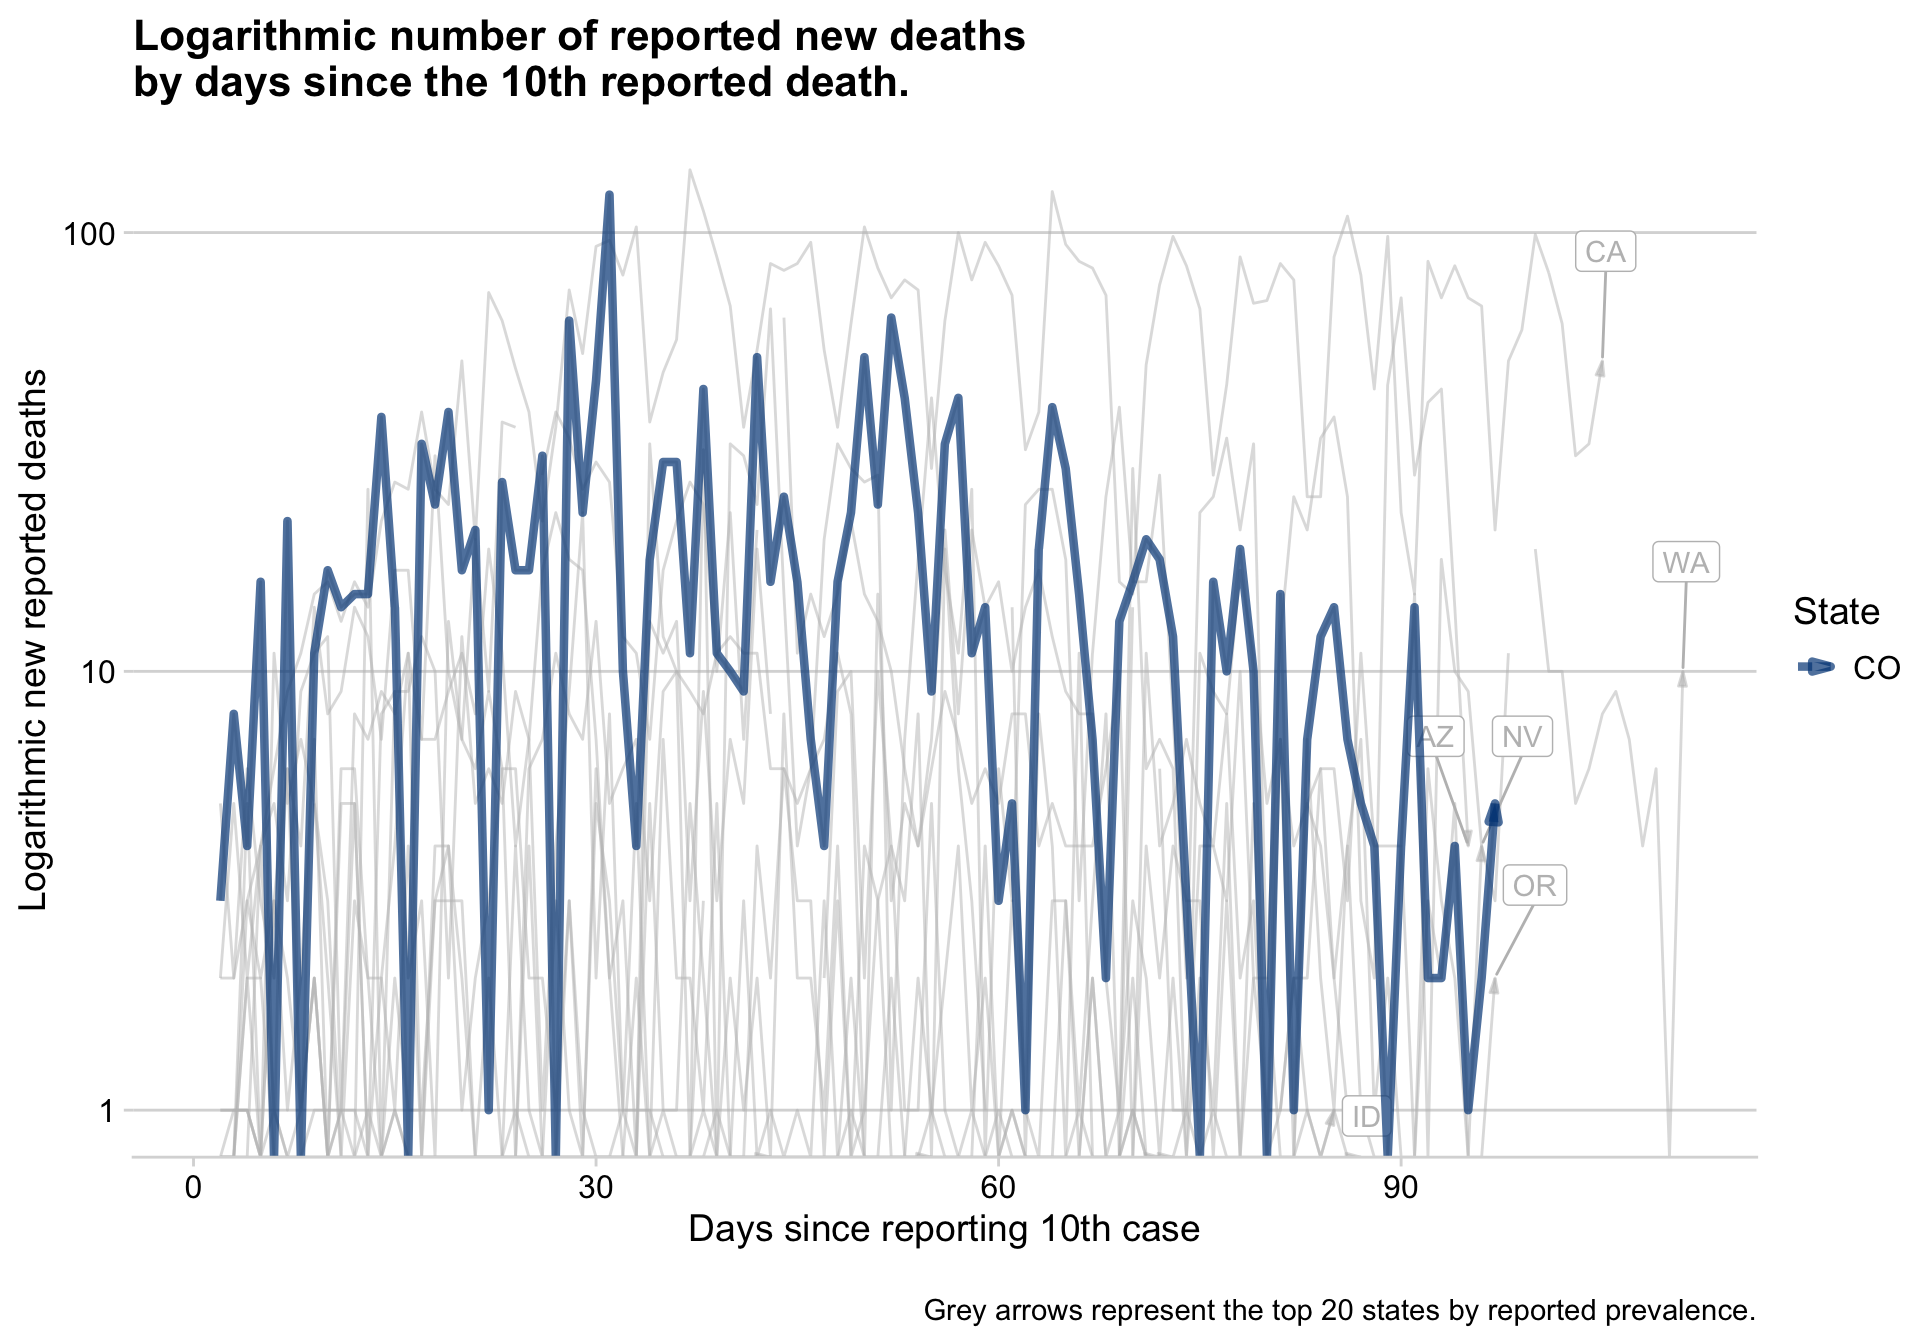 Logarithmic number of reported new deaths
by days since the 10th reported death.
Logarithmic new reported deaths
100
10
1
CA
WA
AZ
NV
OR
ID
State
CO
0
30
60
90
Days since reporting 10th case
Grey arrows represent the top 20 states by reported prevalence.